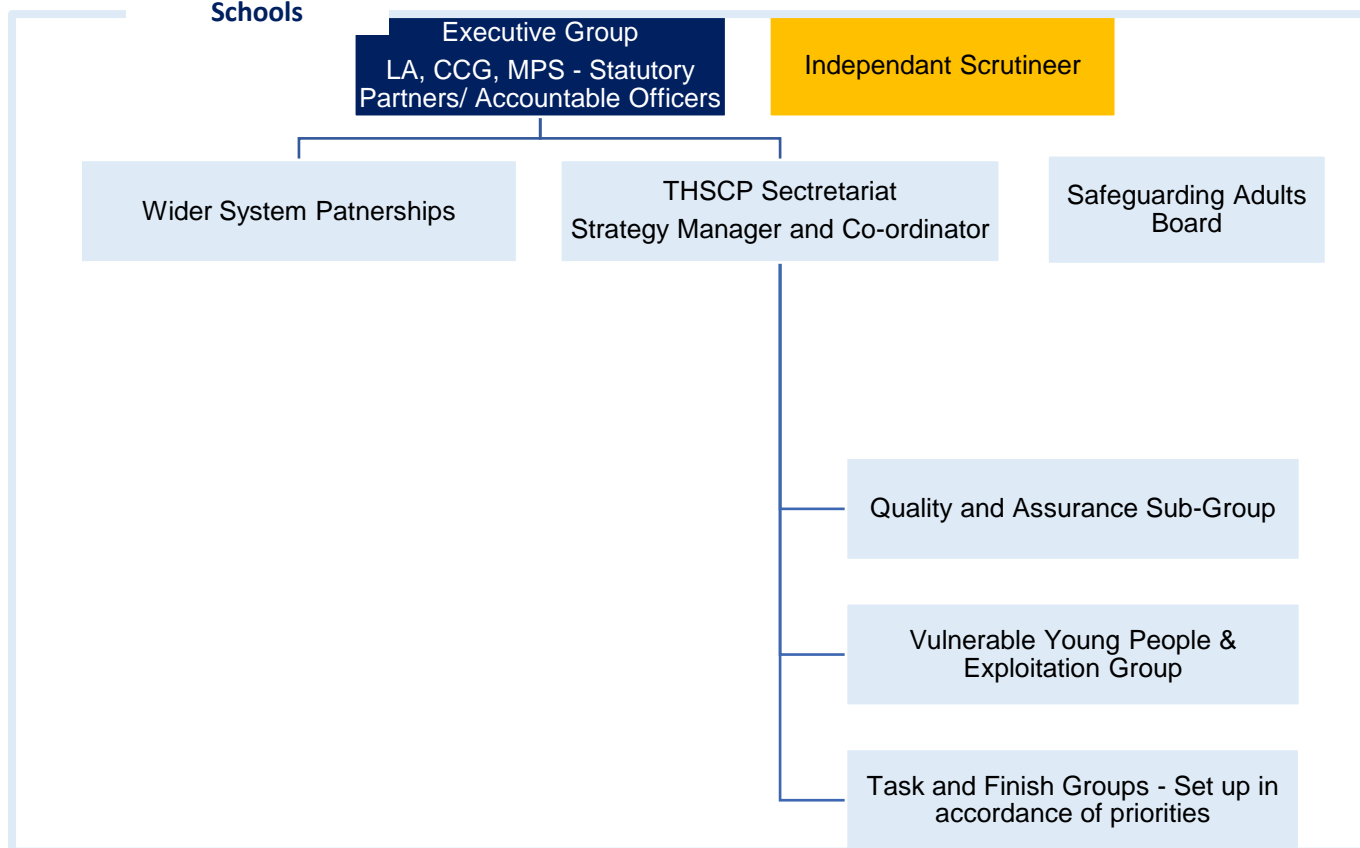 Schools
Executive Group
LA, CCG, MPS - Statutory
Partners/ Accountable Officers
Independant Scrutineer
Wider System Patnerships
THSCP Sectretariat
Strategy Manager and Co-ordinator
Safeguarding Adults
Board
Quality and Assurance Sub-Group
Vulnerable Young People &
Exploitation Group
Task and Finish Groups - Set up in
accordance of priorities